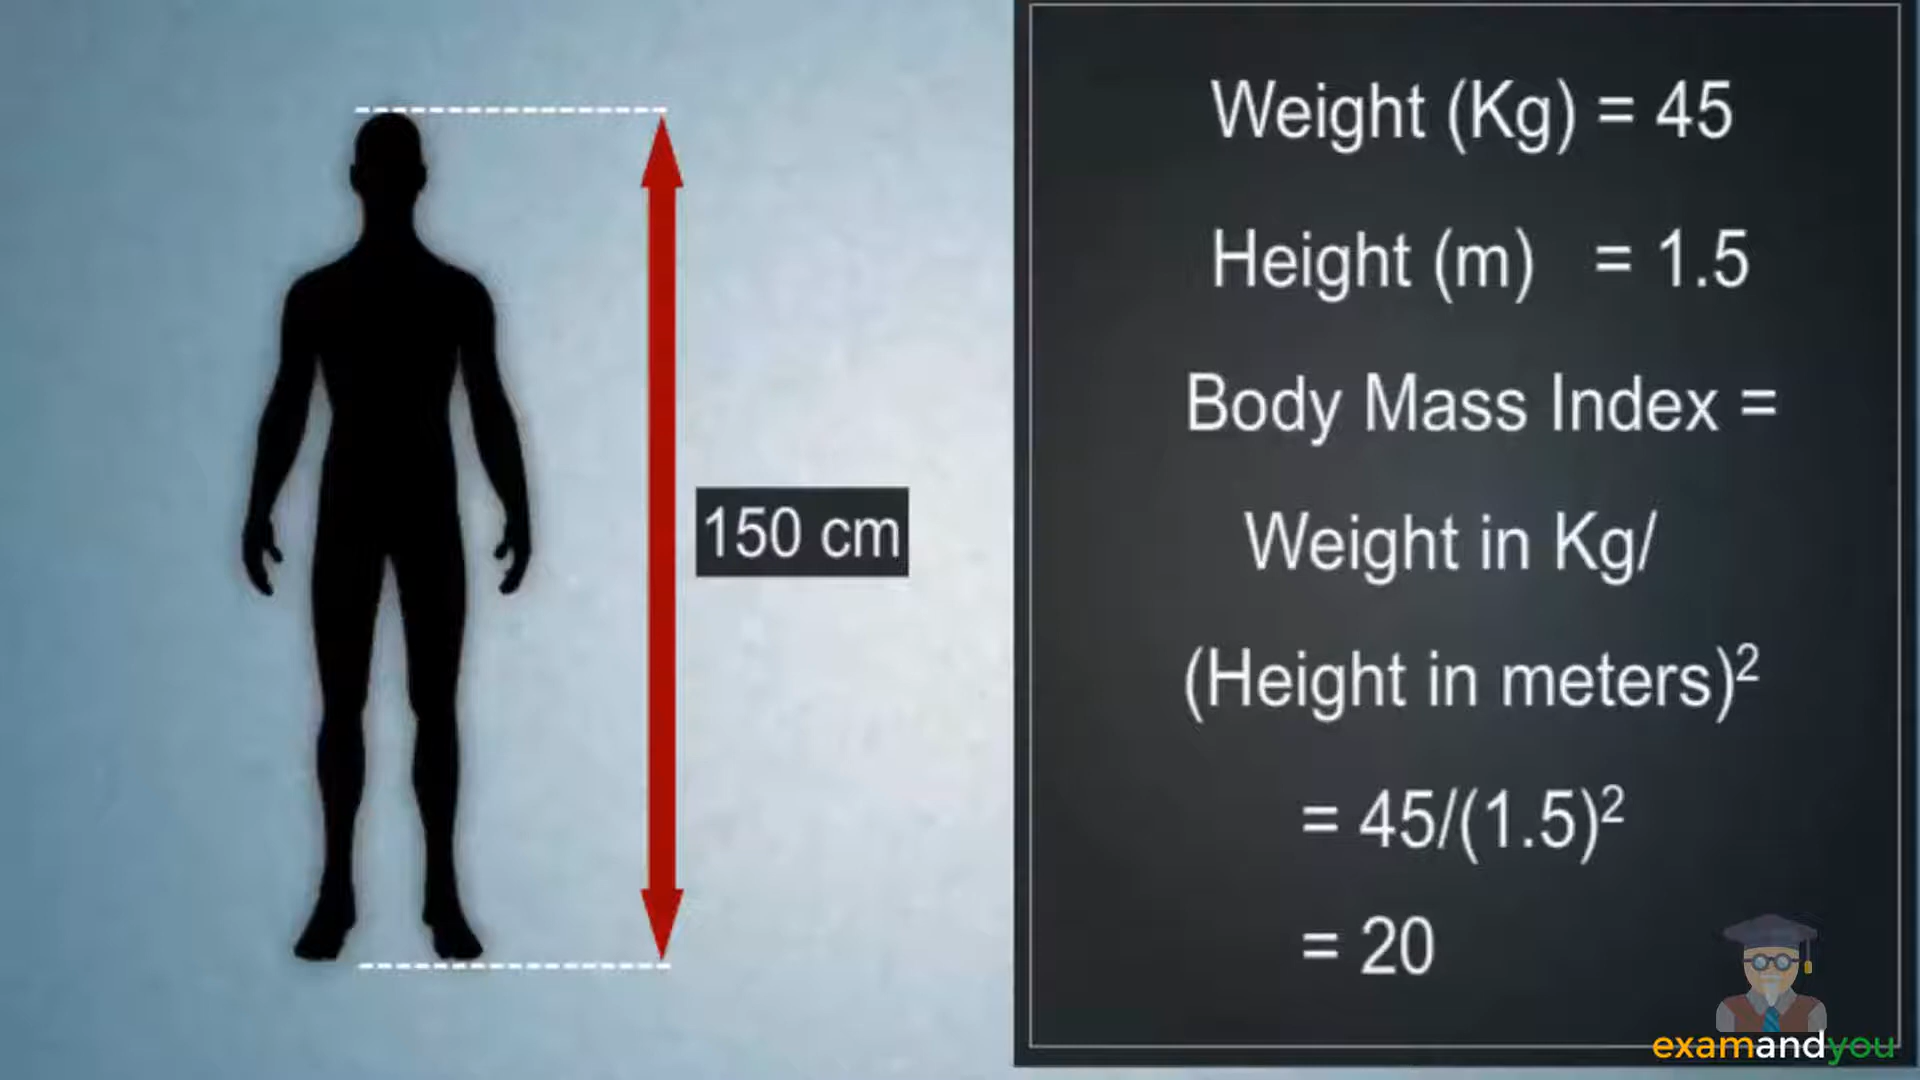 150 cm
Weight (Kg) = 45
Height (m) = 1.5
Body Mass Index =
Weight in Kg/
(Height in meters)²
= 45/(1.5)²
= 20
examandyou